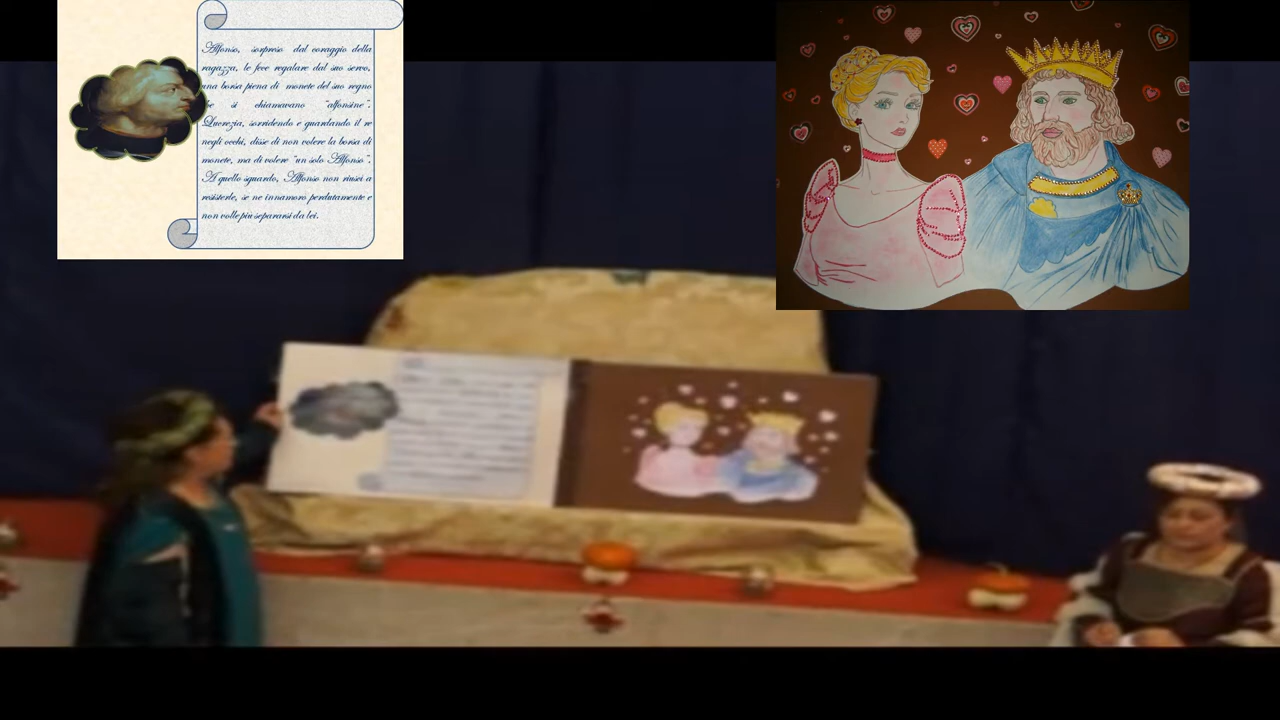 Alfonso, sorpreso dal coraggio della
ragazza, le fece regalare dal suo servo,
una borsa piena di monete del suo regno
che si chiamavano "alfonsine".
Lucrezia, sorridendo e guardando il re
negli occhi, disse di non volere la borsa di
monete, ma di volere "un solo Alfonso".
A quello sguardo, Alfonso non riuscì a
resisterle, se ne innamorò perdutamente e
non volle più separarsi da lei.